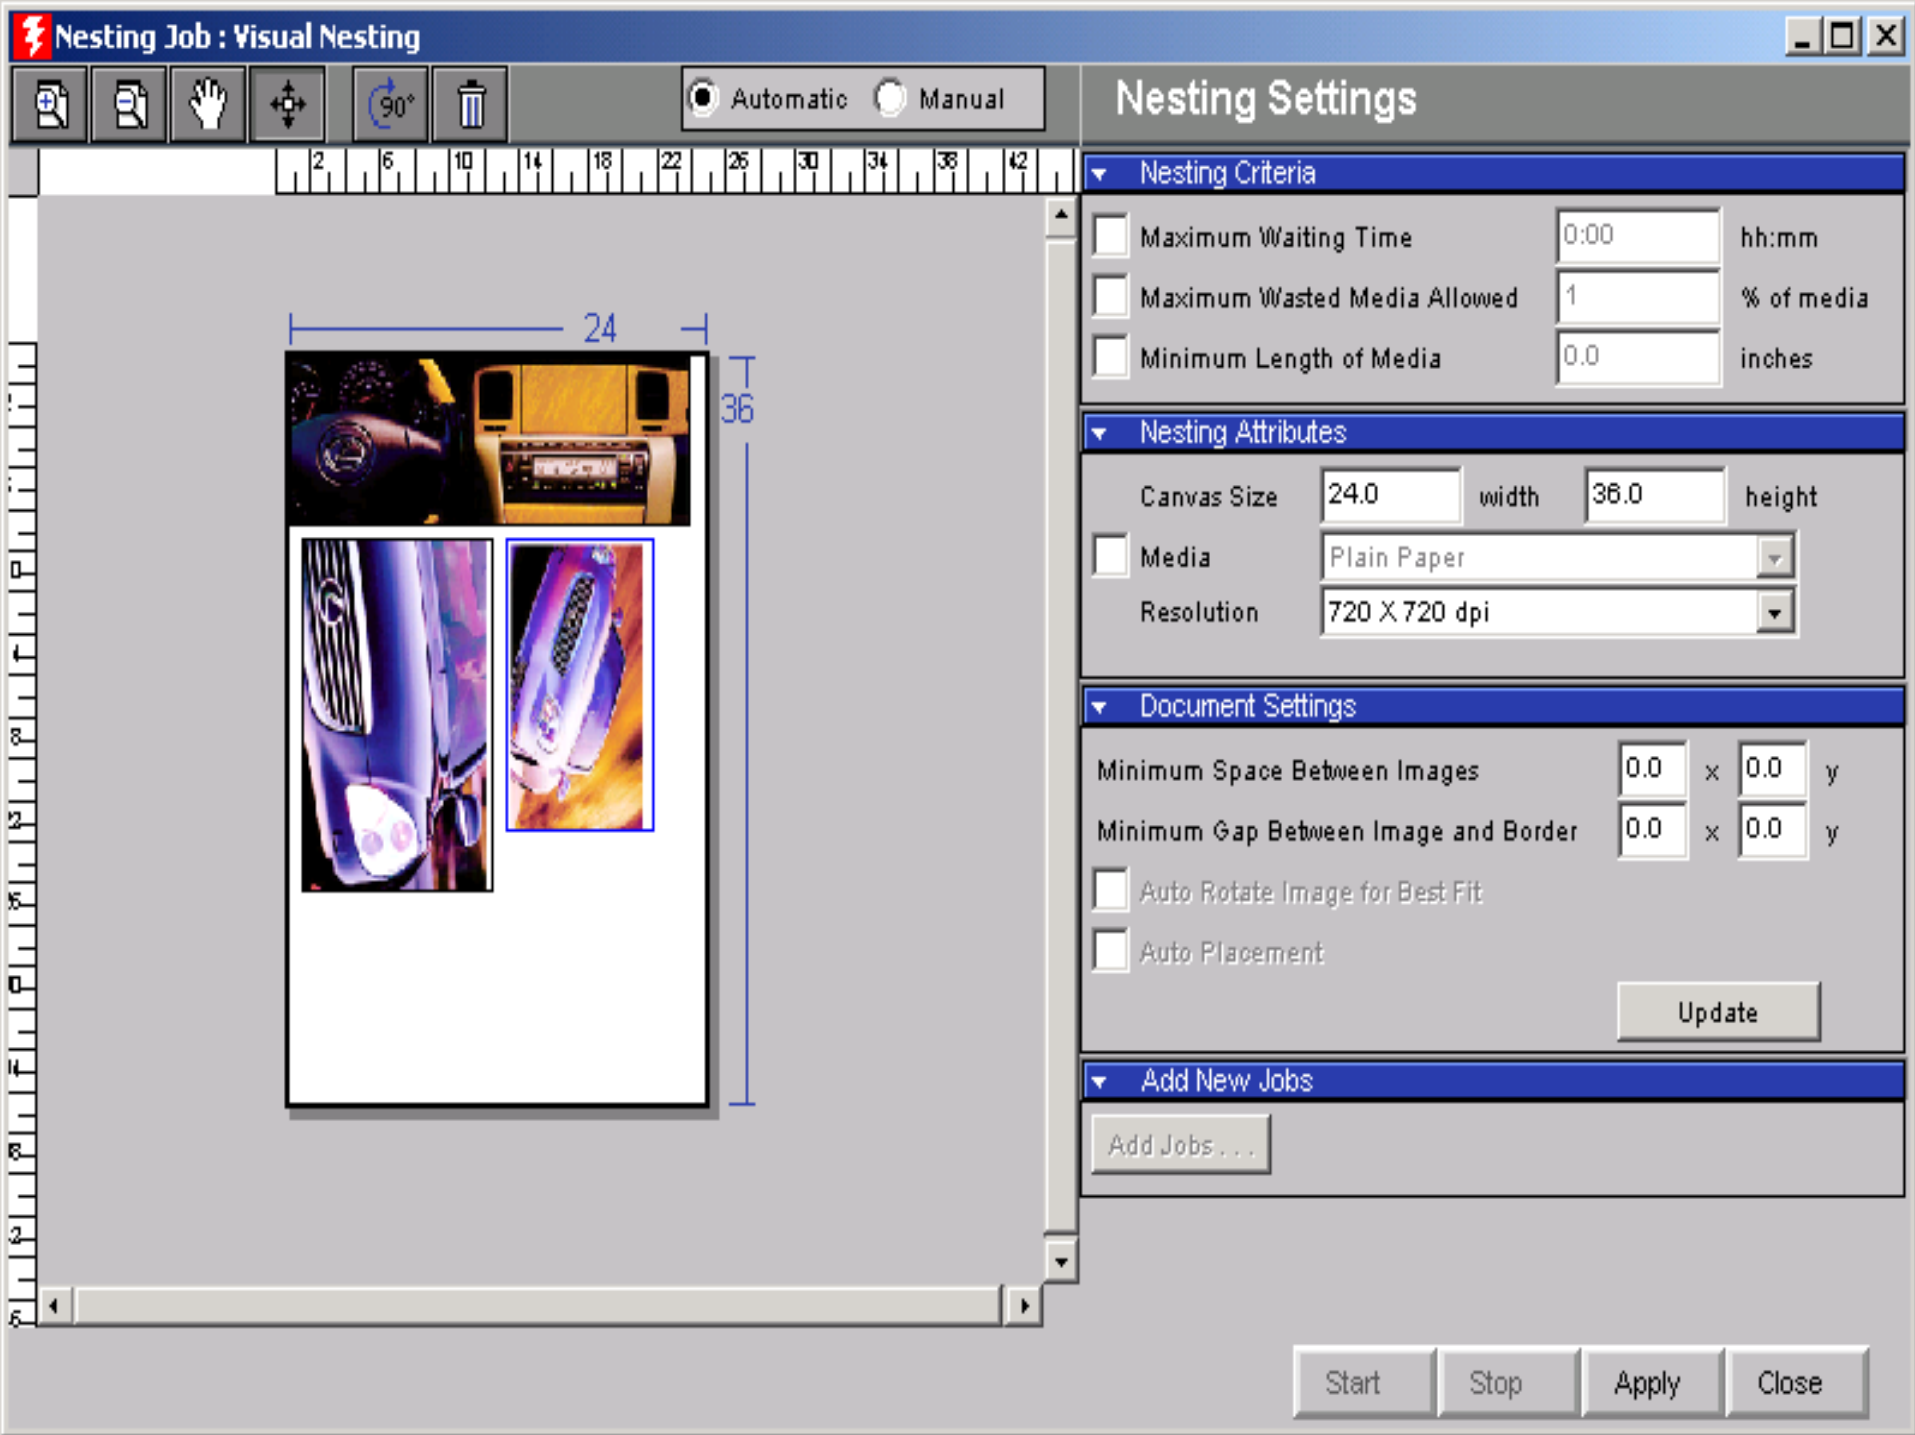 Nesting Job : Visual Nesting
90°
Automatic Manual
Nesting Settings
2 6 10 14 18 22 26 30 34 38 42
Nesting Criteria
Maximum Waiting Time 0:00 hh:mm
Maximum Wasted Media Allowed 1 % of media
Minimum Length of Media 0.0 inches
24
36
Nesting Attributes
Canvas Size 24.0 width 36.0 height
Media Plain Paper
Resolution 720 X 720 dpi
Document Settings
Minimum Space Between Images 0.0 x 0.0 y
Minimum Gap Between Image and Border 0.0 x 0.0 y
Auto Rotate Image for Best Fit
Auto Placement
Update
Add New Jobs
Add Jobs . . .
Start Stop Apply Close